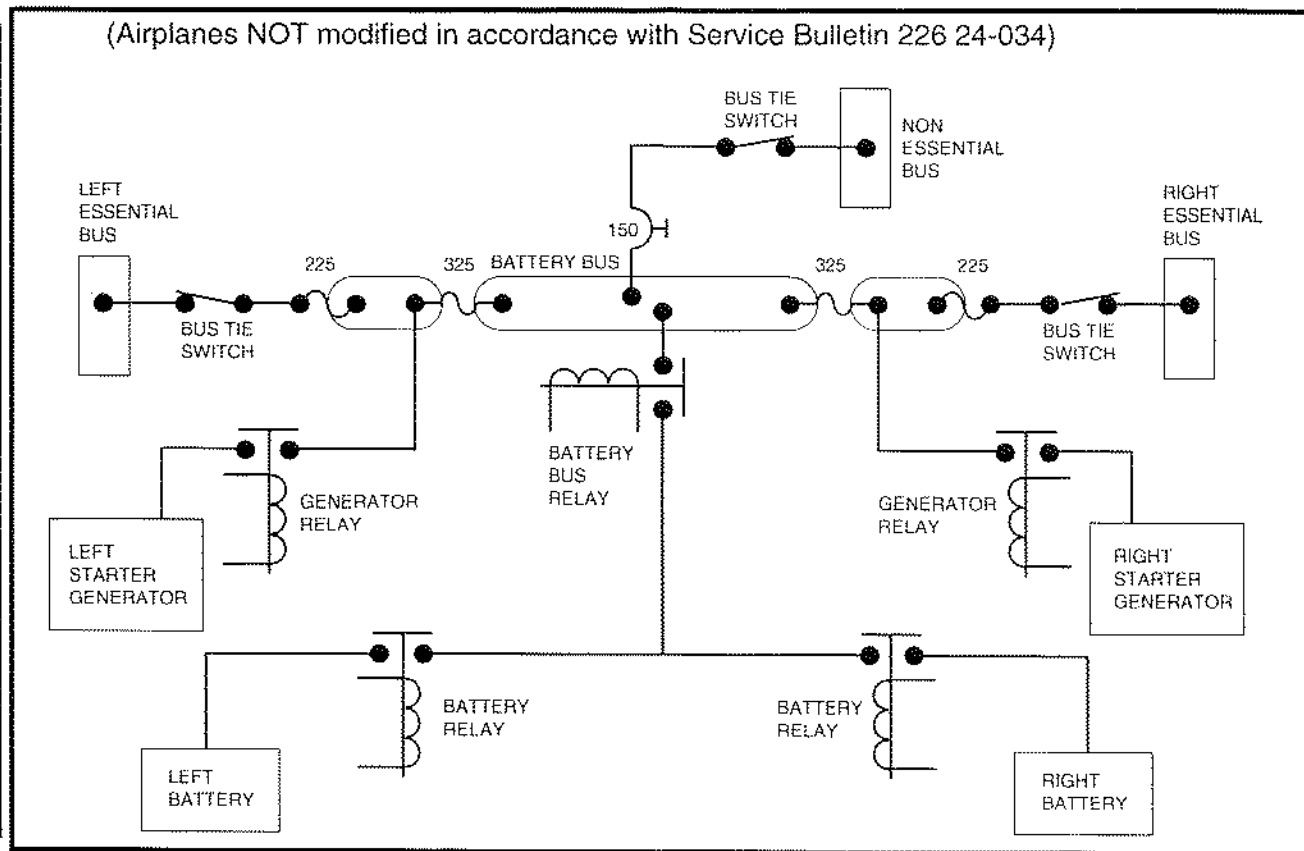 (Airplanes NOT modified in accordance with Service Bulletin 226 24-034)
BUS TIE
SWITCH
NON
ESSENTIAL
BUS
LEFT
ESSENTIAL
BUS
RIGHT
ESSENTIAL
BUS
150
225
325
BATTERY BUS
325
225
BUS TIE
SWITCH
BUS TIE
SWITCH
BATTERY
BUS
RELAY
GENERATOR
RELAY
GENERATOR
RELAY
LEFT
STARTER
GENERATOR
RIGHT
STARTER
GENERATOR
BATTERY
RELAY
BATTERY
RELAY
LEFT
BATTERY
RIGHT
BATTERY